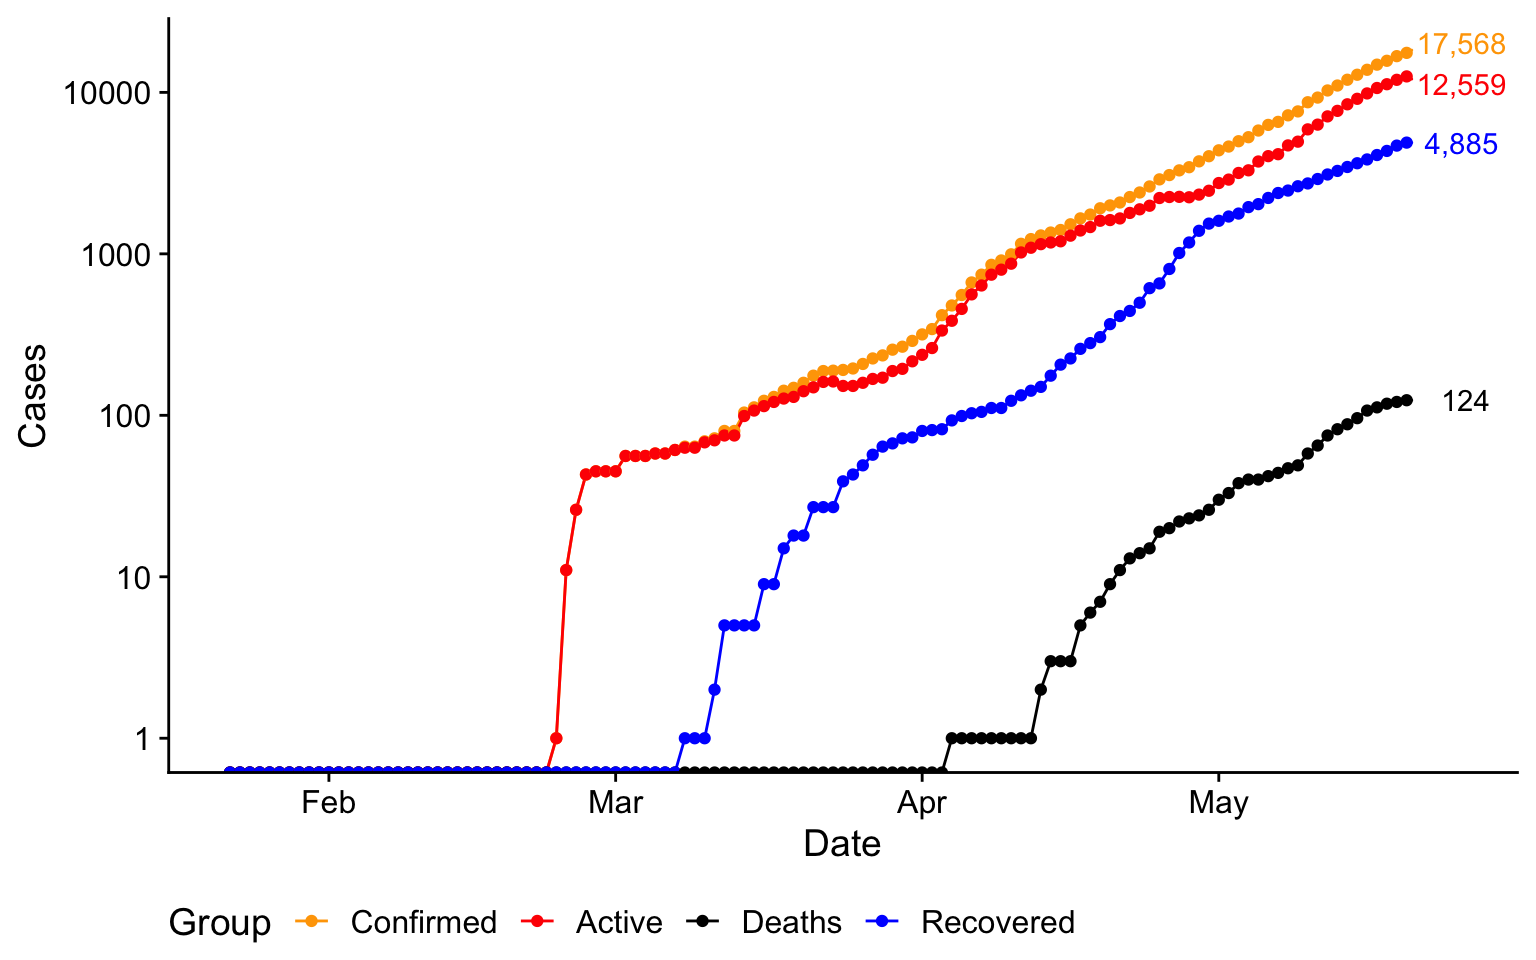 17,568
12,559
4,885
124
10000
1000
100
10
1
Cases
Feb Mar Apr May
Date
Group Confirmed Active Deaths Recovered